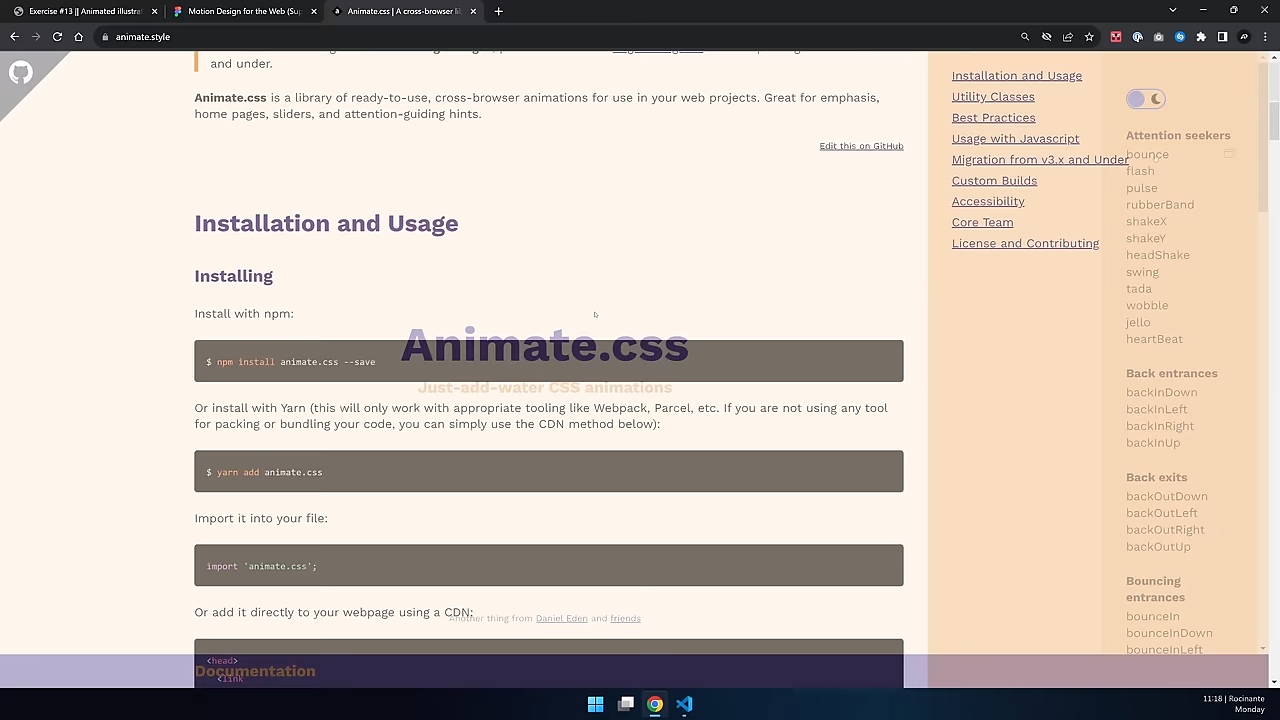 Exercise #13 || Animated illustra
Motion Design for the Web (Sup
Animate.css | A cross-browser lib
animate.style
and under.
Animate.css is a library of ready-to-use, cross-browser animations for use in your web projects. Great for emphasis,
home pages, sliders, and attention-guiding hints.
Edit this on GitHub
Installation and Usage
Installing
Install with npm:
$ npm install animate.css --save
Animate.css
Just-add-water CSS animations
Or install with Yarn (this will only work with appropriate tooling like Webpack, Parcel, etc. If you are not using any tool
for packing or bundling your code, you can simply use the CDN method below):
$ yarn add animate.css
Import it into your file:
import 'animate.css';
Or add it directly to your webpage using a CDN:
Another thing from Daniel Eden and friends
<head>
<link
Documentation
Installation and Usage
Utility Classes
Best Practices
Usage with Javascript
Migration from v3.x and Under
Custom Builds
Accessibility
Core Team
License and Contributing
Attention seekers
bounce
flash
pulse
rubberBand
shakeX
shakeY
headShake
swing
tada
wobble
jello
heartBeat
Back entrances
backInDown
backInLeft
backInRight
backInUp
Back exits
backOutDown
backOutLeft
backOutRight
backOutUp
Bouncing
entrances
bounceIn
bounceInDown
bounceInLeft
11:18 | Rocinante
Monday